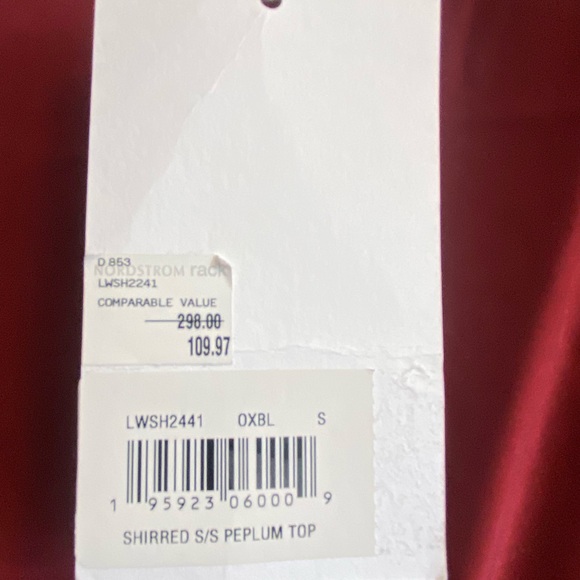 D 853
NORDSTROM rack
LWSH2241
COMPARABLE VALUE
298.00
109.97
LWSH2441 OXBL S
1 95923 06000 9
SHIRRED S/S PEPLUM TOP